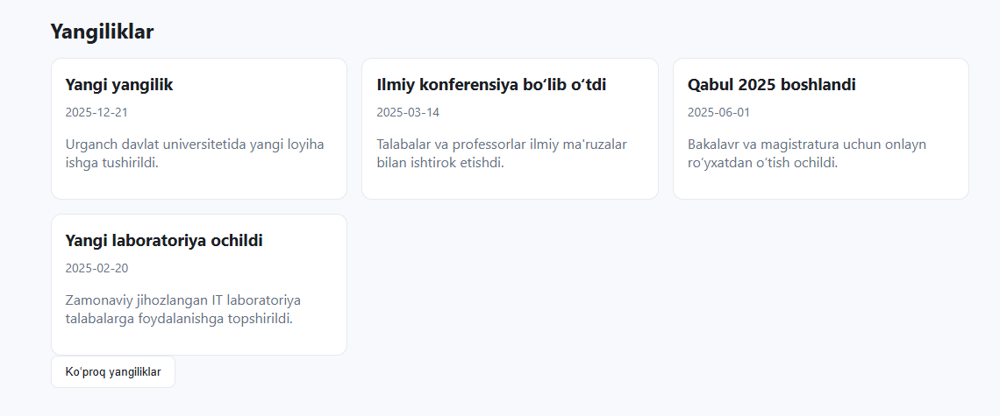 Yangiliklar
Yangi yangilik
2025-12-21
Urganch davlat universitetida yangi loyiha
ishga tushirildi.
Ilmiy konferensiya bo‘lib o‘tdi
2025-03-14
Talabalar va professorlar ilmiy ma'ruzalar
bilan ishtirok etishdi.
Qabul 2025 boshlandi
2025-06-01
Bakalavr va magistratura uchun onlayn
ro‘yxatdan o‘tish ochildi.
Yangi laboratoriya ochildi
2025-02-20
Zamonaviy jihozlangan IT laboratoriya
talabalarga foydalanishga topshirildi.
Ko‘proq yangiliklar